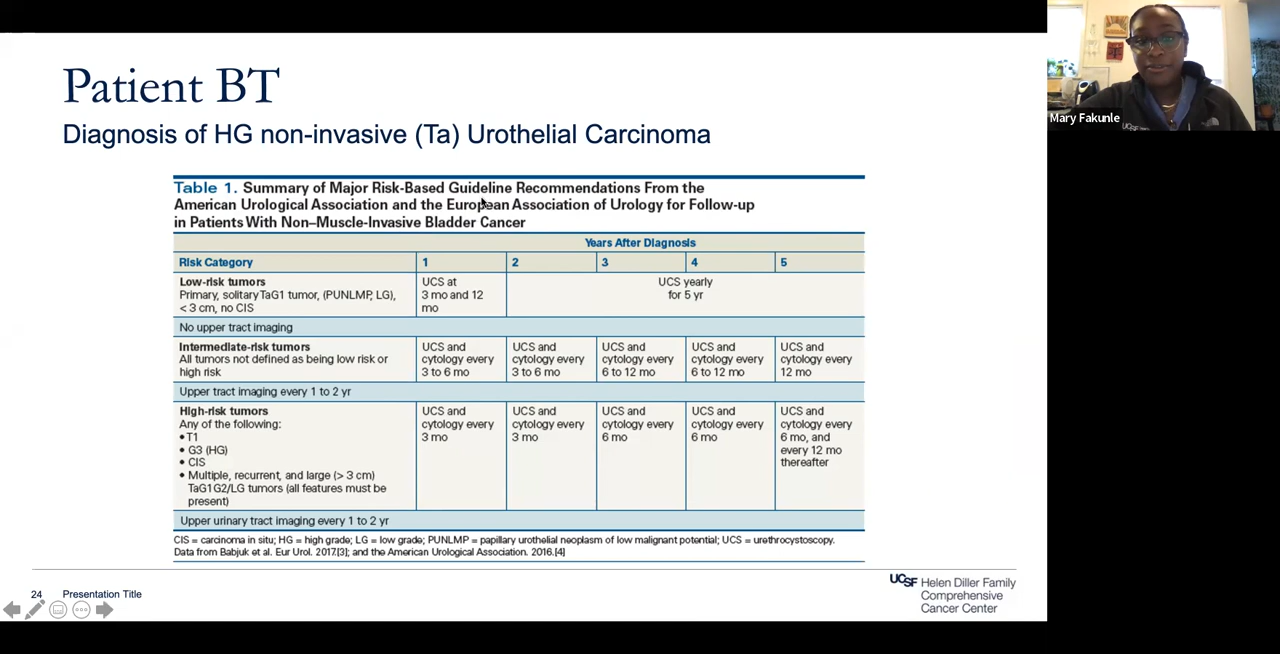 Patient BT
Diagnosis of HG non-invasive (Ta) Urothelial Carcinoma
Table 1. Summary of Major Risk-Based Guideline Recommendations From the
American Urological Association and the European Association of Urology for Follow-up
in Patients With Non–Muscle-Invasive Bladder Cancer
Years After Diagnosis
Risk Category 1 2 3 4 5
Low-risk tumors
Primary, solitary TaG1 tumor, (PUNLMP, LG),
< 3 cm, no CIS
UCS at
3 mo and 12
mo
UCS yearly
for 5 yr
No upper tract imaging
Intermediate-risk tumors
All tumors not defined as being low risk or
high risk
UCS and
cytology every
3 to 6 mo
UCS and
cytology every
3 to 6 mo
UCS and
cytology every
6 to 12 mo
UCS and
cytology every
6 to 12 mo
UCS and
cytology every
12 mo
Upper tract imaging every 1 to 2 yr
High-risk tumors
Any of the following:
• T1
• G3 (HG)
• CIS
• Multiple, recurrent, and large (> 3 cm)
TaG1G2/LG tumors (all features must be
present)
UCS and
cytology every
3 mo
UCS and
cytology every
3 mo
UCS and
cytology every
6 mo
UCS and
cytology every
6 mo
UCS and
cytology every
6 mo, and
every 12 mo
thereafter
Upper urinary tract imaging every 1 to 2 yr
CIS = carcinoma in situ; HG = high grade; LG = low grade; PUNLMP = papillary urothelial neoplasm of low malignant potential; UCS = urethrocystoscopy.
Data from Babjuk et al. Eur Urol. 2017.[3]; and the American Urological Association. 2016.[4]
24 Presentation Title
UCSF Helen Diller Family
Comprehensive
Cancer Center
Mary Fakunle
UCSF